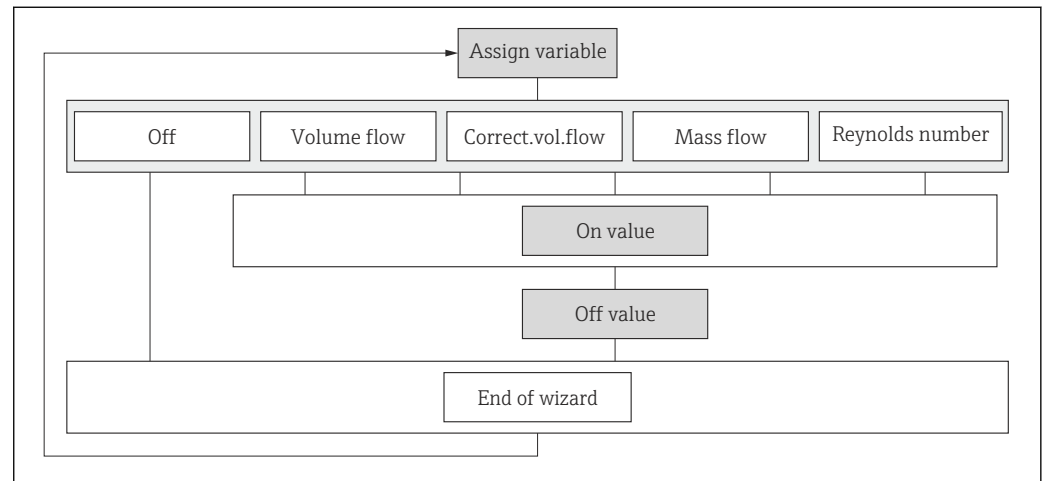 Assign variable
Off
Volume flow
Correct.vol.flow
Mass flow
Reynolds number
On value
Off value
End of wizard